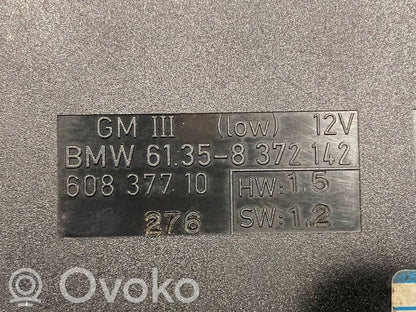 GM III (low) 12V
BMW 61.35-8 372 142
608 377 10 HW: 1.5
276 SW: 1.2
© Ovoko